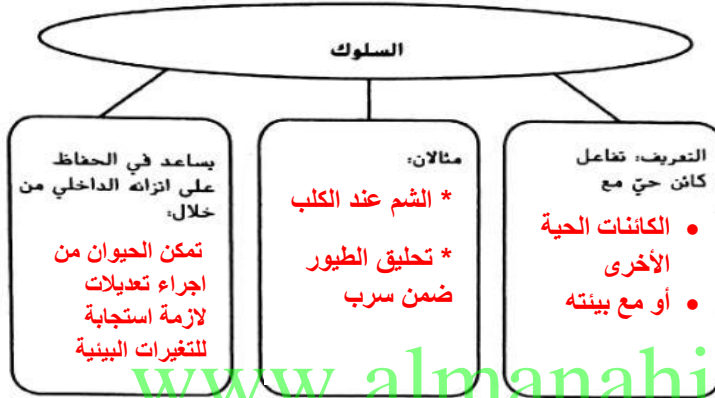 السلوك
التعريف: تفاعل
كائن حيّ مع
• الكائنات الحية
الأخرى
• أو مع بيئته
مثالان:
* الشم عند الكلب
* تحليق الطيور
ضمن سرب
يساعد في الحفاظ
على اتزانه الداخلي من
خلال:
تمكن الحيوان من
اجراء تعديلات
لازمة استجابة
للتغيرات البيئية
www.almanahj